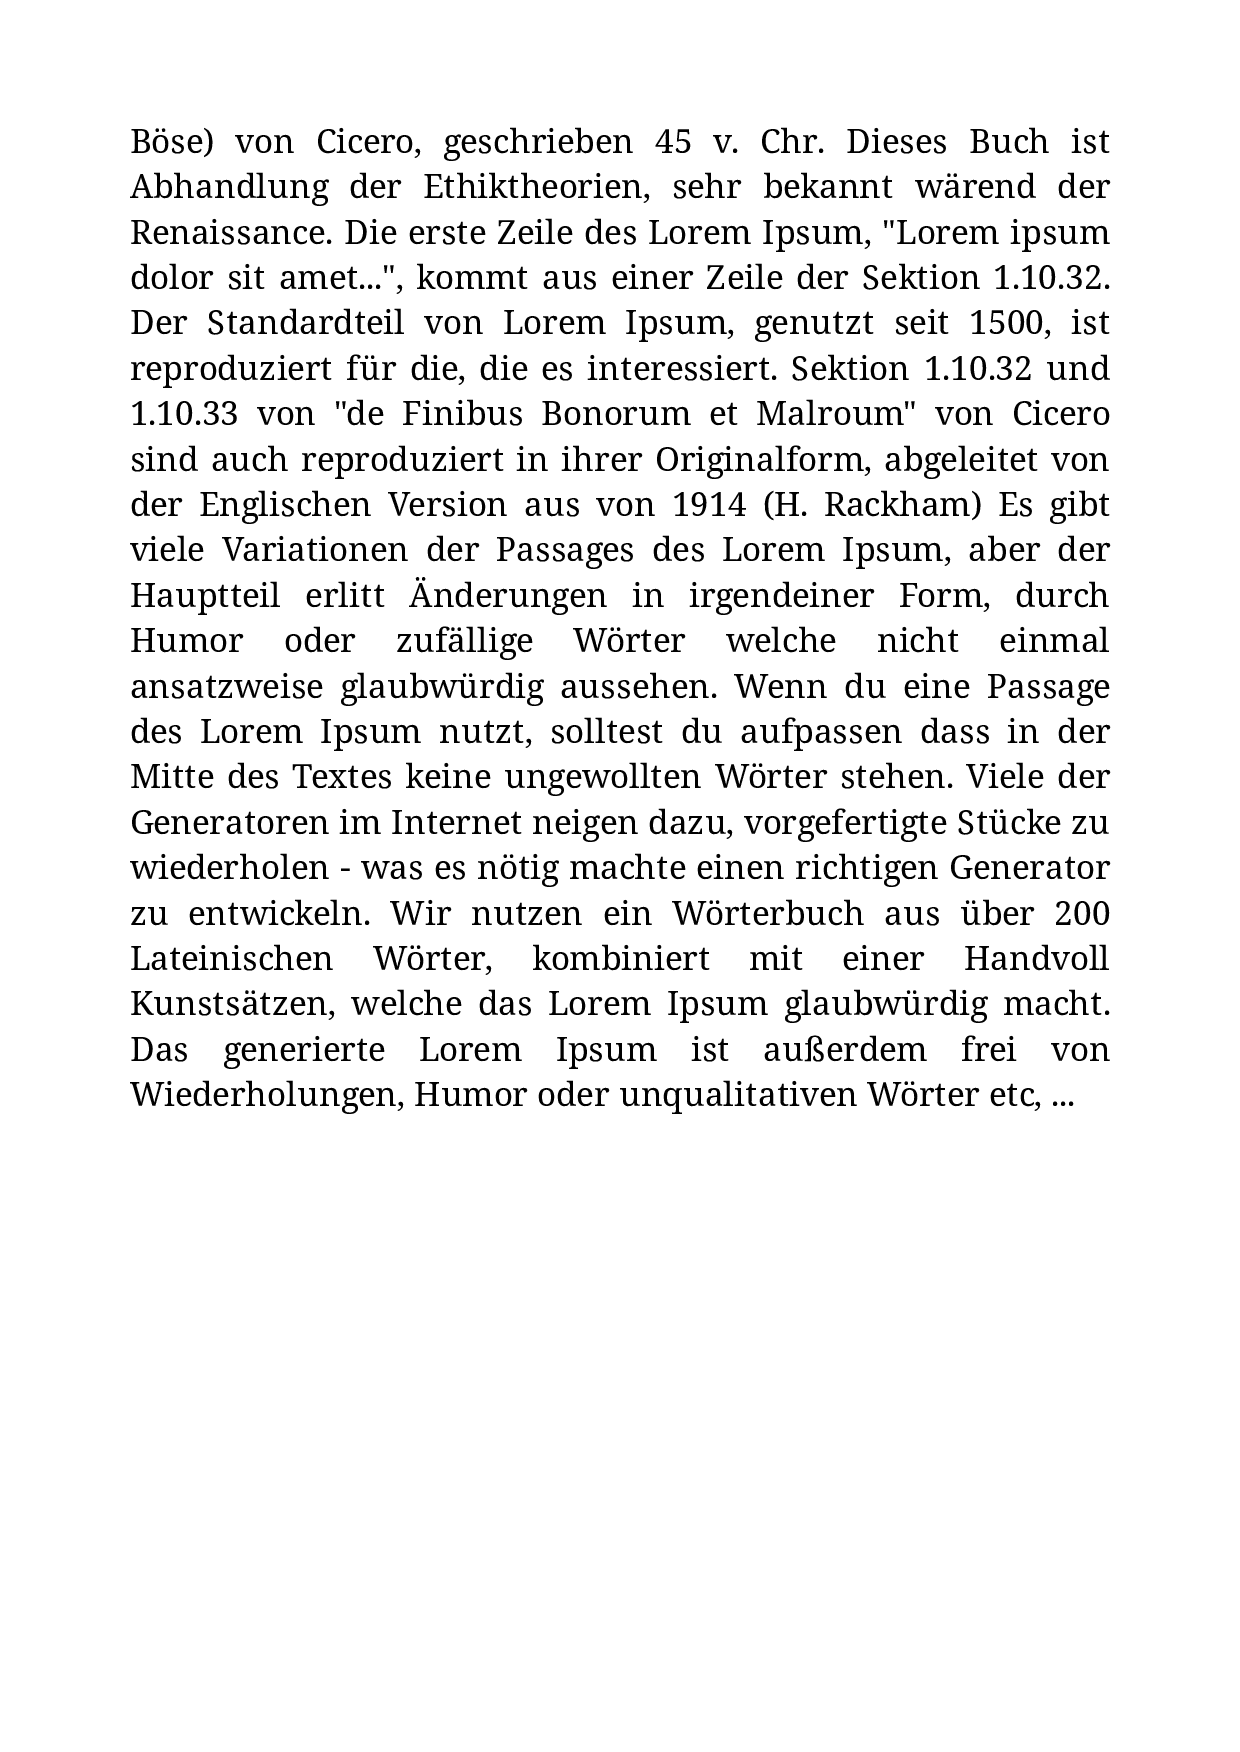 Böse) von Cicero, geschrieben 45 v. Chr. Dieses Buch ist
Abhandlung der Ethiktheorien, sehr bekannt wärend der
Renaissance. Die erste Zeile des Lorem Ipsum, "Lorem ipsum
dolor sit amet...", kommt aus einer Zeile der Sektion 1.10.32.
Der Standardteil von Lorem Ipsum, genutzt seit 1500, ist
reproduziert für die, die es interessiert. Sektion 1.10.32 und
1.10.33 von "de Finibus Bonorum et Malroum" von Cicero
sind auch reproduziert in ihrer Originalform, abgeleitet von
der Englischen Version aus von 1914 (H. Rackham) Es gibt
viele Variationen der Passages des Lorem Ipsum, aber der
Hauptteil erlitt Änderungen in irgendeiner Form, durch
Humor oder zufällige Wörter welche nicht einmal
ansatzweise glaubwürdig aussehen. Wenn du eine Passage
des Lorem Ipsum nutzt, solltest du aufpassen dass in der
Mitte des Textes keine ungewollten Wörter stehen. Viele der
Generatoren im Internet neigen dazu, vorgefertigte Stücke zu
wiederholen - was es nötig machte einen richtigen Generator
zu entwickeln. Wir nutzen ein Wörterbuch aus über 200
Lateinischen Wörter, kombiniert mit einer Handvoll
Kunstsätzen, welche das Lorem Ipsum glaubwürdig macht.
Das generierte Lorem Ipsum ist außerdem frei von
Wiederholungen, Humor oder unqualitativen Wörter etc, ...